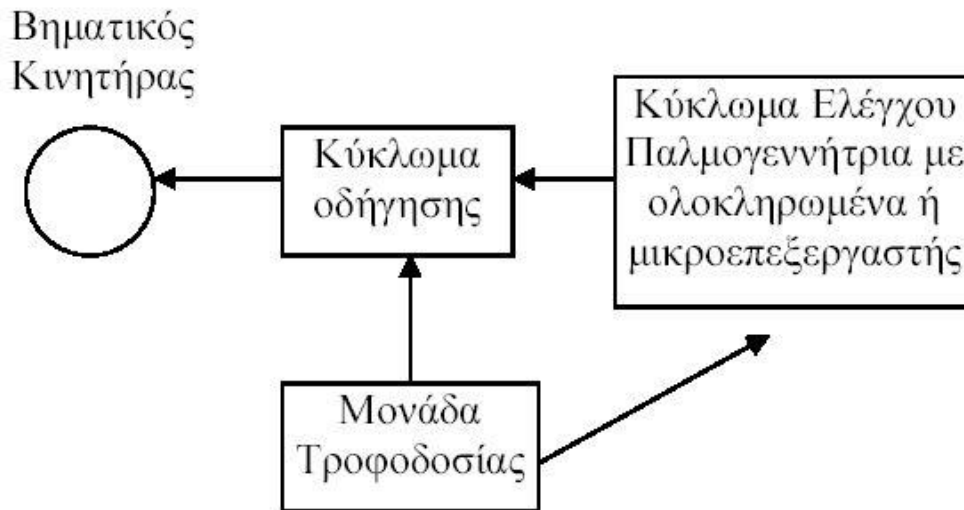 Βηματικός
Κινητήρας
Κύκλωμα
οδήγησης
Κύκλωμα Ελέγχου
Παλμογεννήτρια με
ολοκληρωμένα ή
μικροεπεξεργαστής
Μονάδα
Τροφοδοσίας